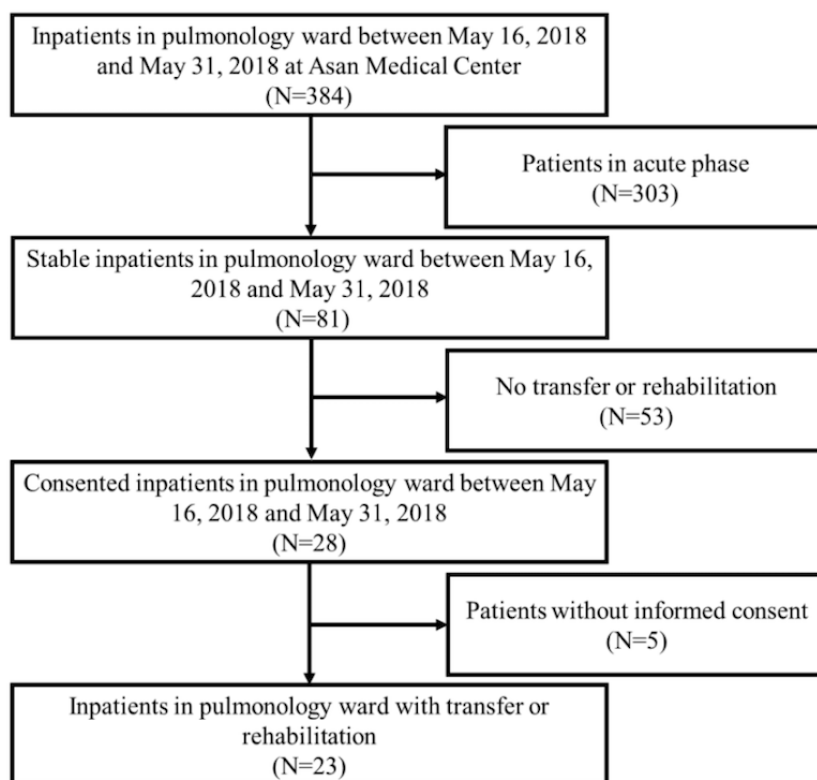 Inpatients in pulmonology ward between May 16, 2018
and May 31, 2018 at Asan Medical Center
(N=384)
Patients in acute phase
(N=303)
Stable inpatients in pulmonology ward between May 16,
2018 and May 31, 2018
(N=81)
No transfer or rehabilitation
(N=53)
Consented inpatients in pulmonology ward between May
16, 2018 and May 31, 2018
(N=28)
Patients without informed consent
(N=5)
Inpatients in pulmonology ward with transfer or
rehabilitation
(N=23)